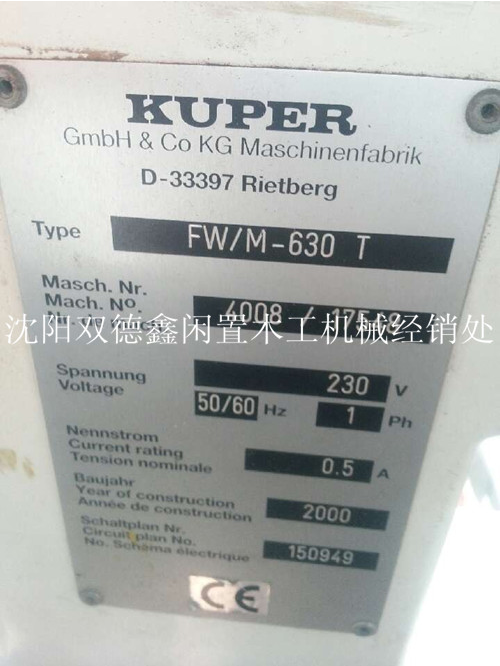 KUPER
GmbH & Co KG Maschinenfabrik
D-33397 Rietberg
Type FW/M-630 T
Masch. Nr.
Mach. No 4008 /
沈阳双德鑫闲置木工机械经销处
Spannung
Voltage 230 V
50/60 Hz 1 Ph
Nennstrom
Current rating
Tension nominale 0.5 A
Baujahr
Year of construction
Année de construction 2000
Schaltplan Nr.
Circuit plan No.
No. Schema électrique 150949
CE